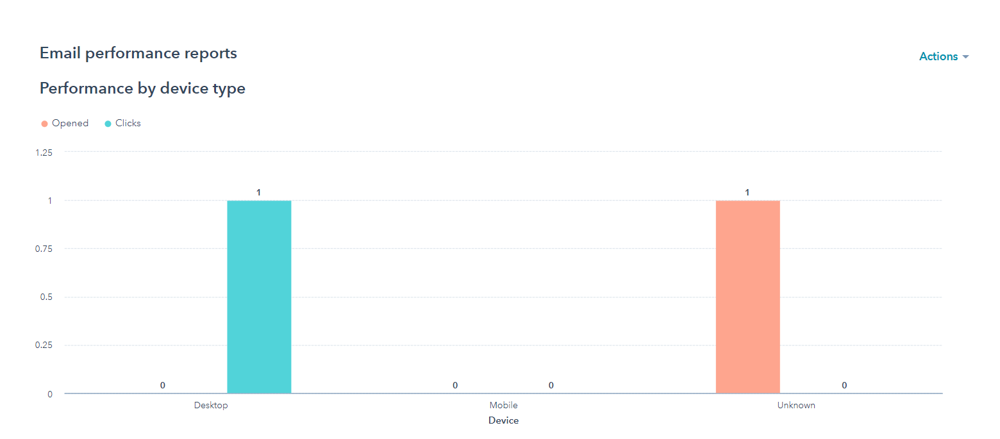 Email performance reports
Actions
Performance by device type
Opened Clicks
1.25
1 1
1
0.75
0.5
0.25
0 0 0 0
0
Desktop Mobile Unknown
Device